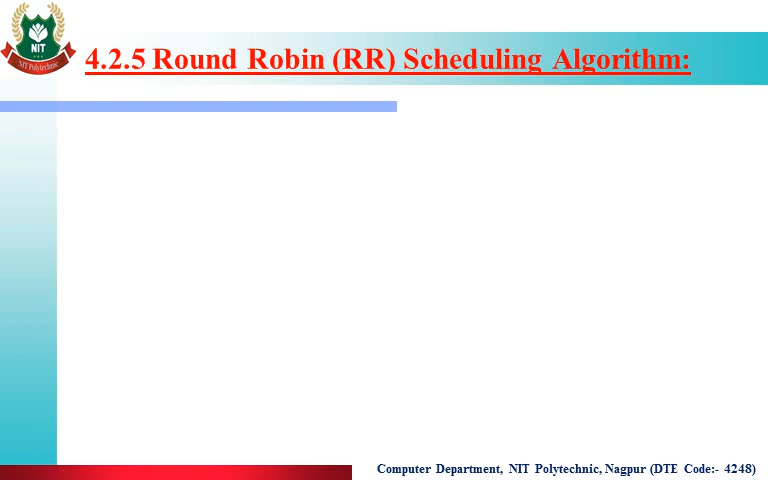 NIT
NIT Polytechnic
4.2.5 Round Robin (RR) Scheduling Algorithm:
Computer Department, NIT Polytechnic, Nagpur (DTE Code:- 4248)